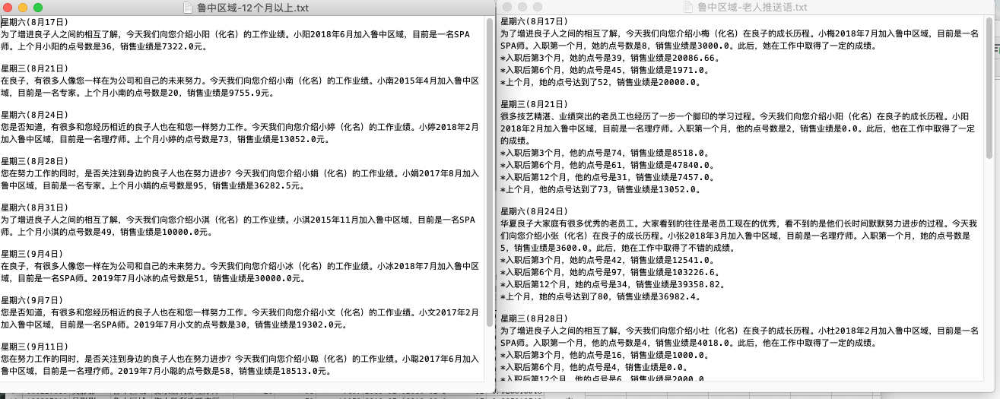 鲁中区域-12个月以上.txt
星期六(8月17日)
为了增进良子人之间的相互了解，今天我们向您介绍小阳（化名）的工作业绩。小阳2018年6月加入鲁中区域，目前是一名SPA
师。上个月小阳的点号数是36，销售业绩是7322.0元。
星期三(8月21日)
在良子，有很多人像您一样在为公司和自己的未来努力。今天我们向您介绍小南（化名）的工作业绩。小南2015年4月加入鲁中区
域，目前是一名专家。上个月小南的点号数是20，销售业绩是9755.9元。
星期六(8月24日)
您是否知道，有很多和您经历相近的良子人也在和您一样努力工作。今天我们向您介绍小婷（化名）的工作业绩。小婷2018年2月
加入鲁中区域，目前是一名理疗师。上个月小婷的点号数是73，销售业绩是13052.0元。
星期三(8月28日)
您在努力工作的同时，是否关注到身边的良子人也在努力进步？今天我们向您介绍小娟（化名）的工作业绩。小娟2017年8月加入
鲁中区域，目前是一名专家。上个月小娟的点号数是95，销售业绩是36282.5元。
星期六(8月31日)
为了增进良子人之间的相互了解，今天我们向您介绍小淇（化名）的工作业绩。小淇2015年11月加入鲁中区域，目前是一名SPA
师。上个月小淇的点号数是49，销售业绩是10000.0元。
星期三(9月4日)
在良子，有很多人像您一样在为公司和自己的未来努力。今天我们向您介绍小冰（化名）的工作业绩。小冰2018年7月加入鲁中区
域，目前是一名SPA师。2019年7月小冰的点号数是51，销售业绩是30000.0元。
星期六(9月7日)
您是否知道，有很多和您经历相近的良子人也在和您一样努力工作。今天我们向您介绍小文（化名）的工作业绩。小文2017年2月
加入鲁中区域，目前是一名SPA师。2019年7月小文的点号数是30，销售业绩是19302.0元。
星期三(9月11日)
您在努力工作的同时，是否关注到身边的良子人也在努力进步？今天我们向您介绍小聪（化名）的工作业绩。小聪2017年6月加入
鲁中区域，目前是一名理疗师。2019年7月小聪的点号数是58，销售业绩是18513.0元。
鲁中区域-老人推送语.txt
星期六(8月17日)
为了增进良子人之间的相互了解，今天我们向您介绍小梅（化名）在良子的成长历程。小梅2018年7月加入鲁中区域，目前是一名
SPA师。入职第一个月，她的点号数是8，销售业绩是3000.0。此后，她在工作中取得了一定的成绩。
*入职后第3个月，她的点号是39，销售业绩是20086.66。
*入职后第6个月，她的点号是45，销售业绩是1971.0。
*上个月，她的点号达到了52，销售业绩是20000.0。
星期三(8月21日)
很多技艺精湛、业绩突出的老员工也经历了一步一个脚印的学习过程。今天我们向您介绍小阳（化名）在良子的成长历程。小阳
2018年2月加入鲁中区域，目前是一名理疗师。入职第一个月，他的点号数是2，销售业绩是0.0。此后，他在工作中取得了一定
的成绩。
*入职后第3个月，他的点号是74，销售业绩是8518.0。
*入职后第6个月，他的点号是61，销售业绩是47840.0。
*入职后第12个月，他的点号是31，销售业绩是7457.0。
*上个月，他的点号达到了73，销售业绩是13052.0。
星期六(8月24日)
华夏良子大家庭有很多优秀的老员工。大家看到的往往是老员工现在的优秀，看不到的是他们长时间默默努力进步的过程。今天我
们向您介绍小张（化名）在良子的成长历程。小张2018年3月加入鲁中区域，目前是一名理疗师。入职第一个月，她的点号数是
5，销售业绩是3600.0。此后，她在工作中取得了不错的成绩。
*入职后第3个月，她的点号是42，销售业绩是12541.0。
*入职后第6个月，她的点号是97，销售业绩是103226.6。
*入职后第12个月，她的点号是34，销售业绩是39358.82。
*上个月，她的点号达到了80，销售业绩是36982.4。
星期三(8月28日)
为了增进良子人之间的相互了解，今天我们向您介绍小杜（化名）在良子的成长历程。小杜2018年2月加入鲁中区域，目前是一名
SPA师。入职第一个月，他的点号数是4，销售业绩是4018.0。此后，他在工作中取得了一定的成绩。
*入职后第3个月，他的点号是16，销售业绩是1000.0。
*入职后第6个月，他的点号是4，销售业绩是0.0。
*入职后第12个月，他的点号是6，销售业绩是2000.0